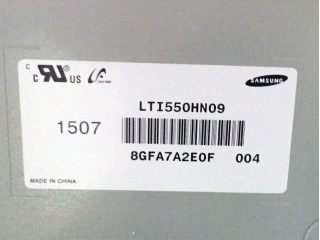 c
C US
SAMSUNG
LTI550HN09
1507
8GFA7A2E0F 004
MADE IN CHINA